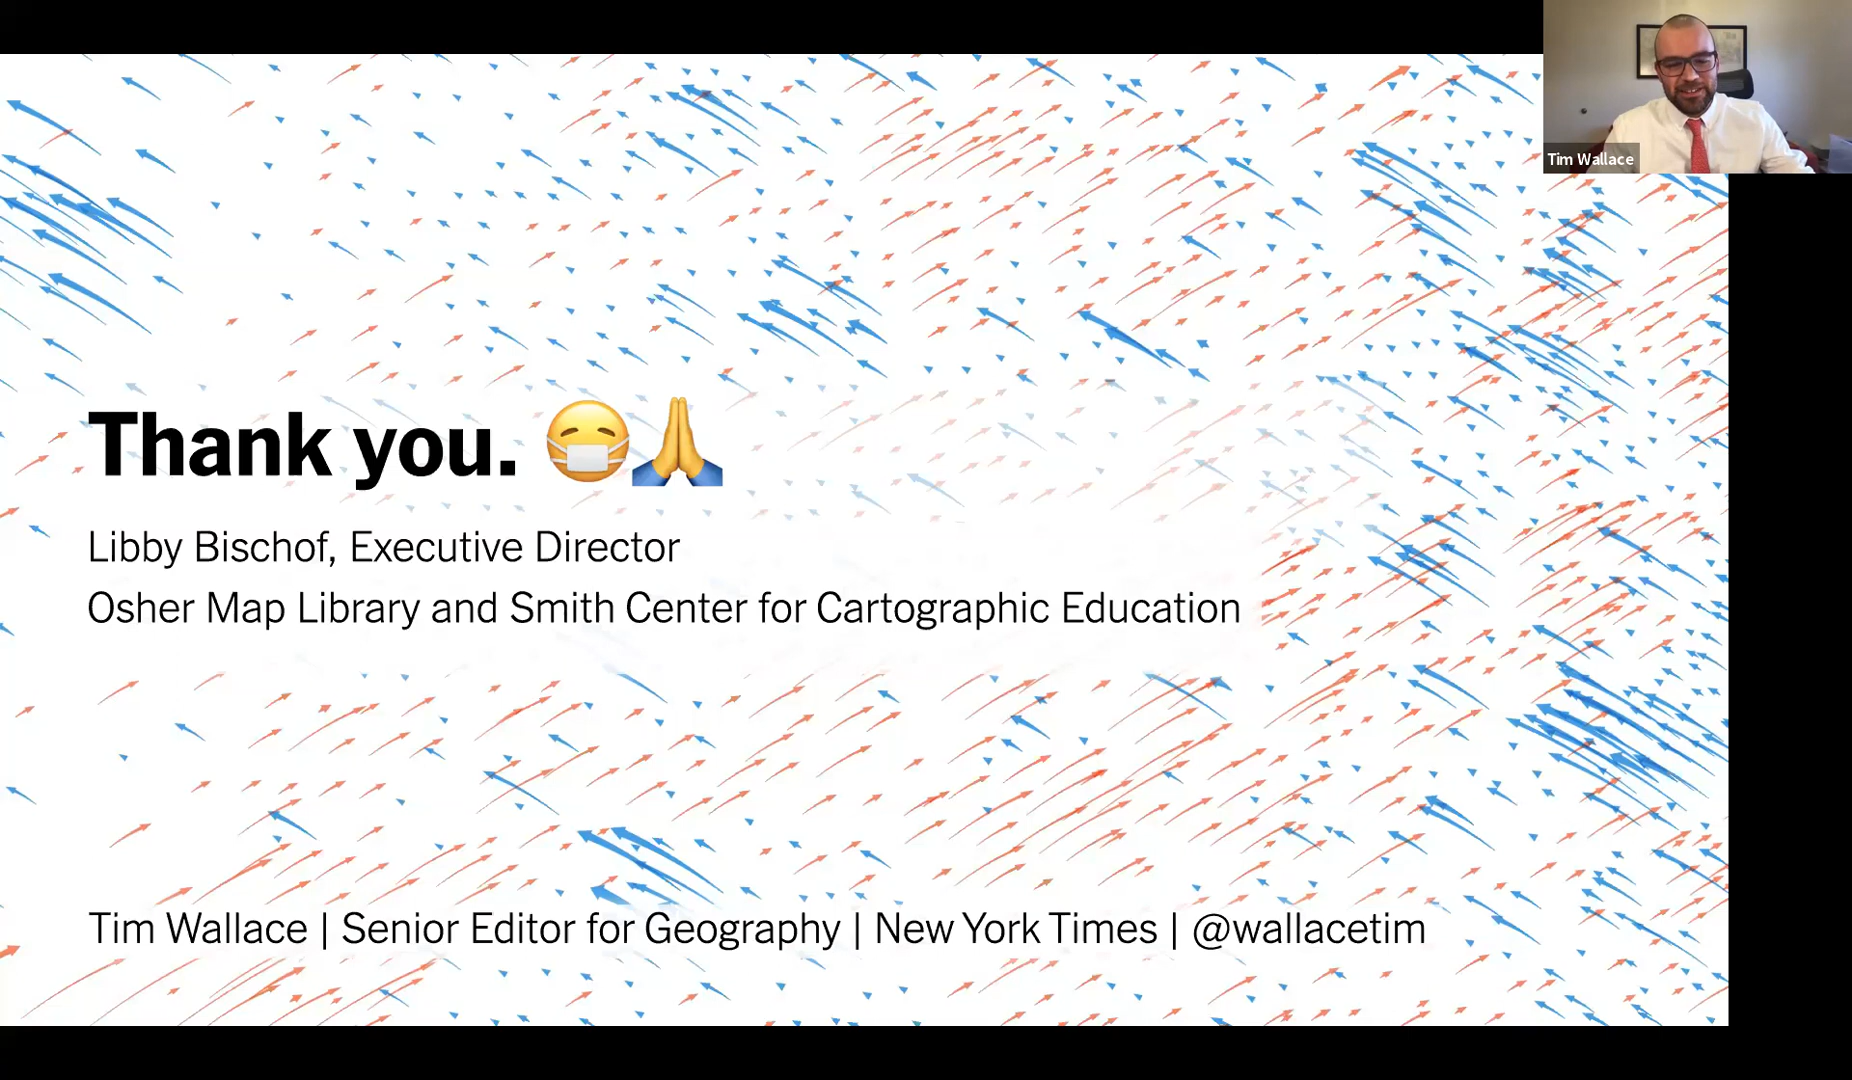 Tim Wallace
Thank you. 😷🙏
Libby Bischof, Executive Director
Osher Map Library and Smith Center for Cartographic Education
Tim Wallace | Senior Editor for Geography | New York Times | @wallacetim